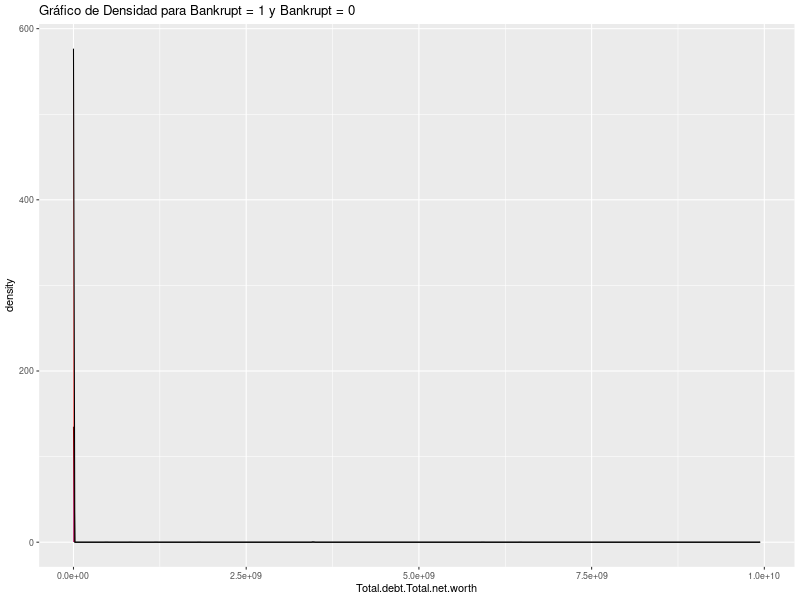 Gráfico de Densidad para Bankrupt = 1 y Bankrupt = 0
600
400
200
0
density
0.0e+00 2.5e+09 5.0e+09 7.5e+09 1.0e+10
Total.debt.Total.net.worth